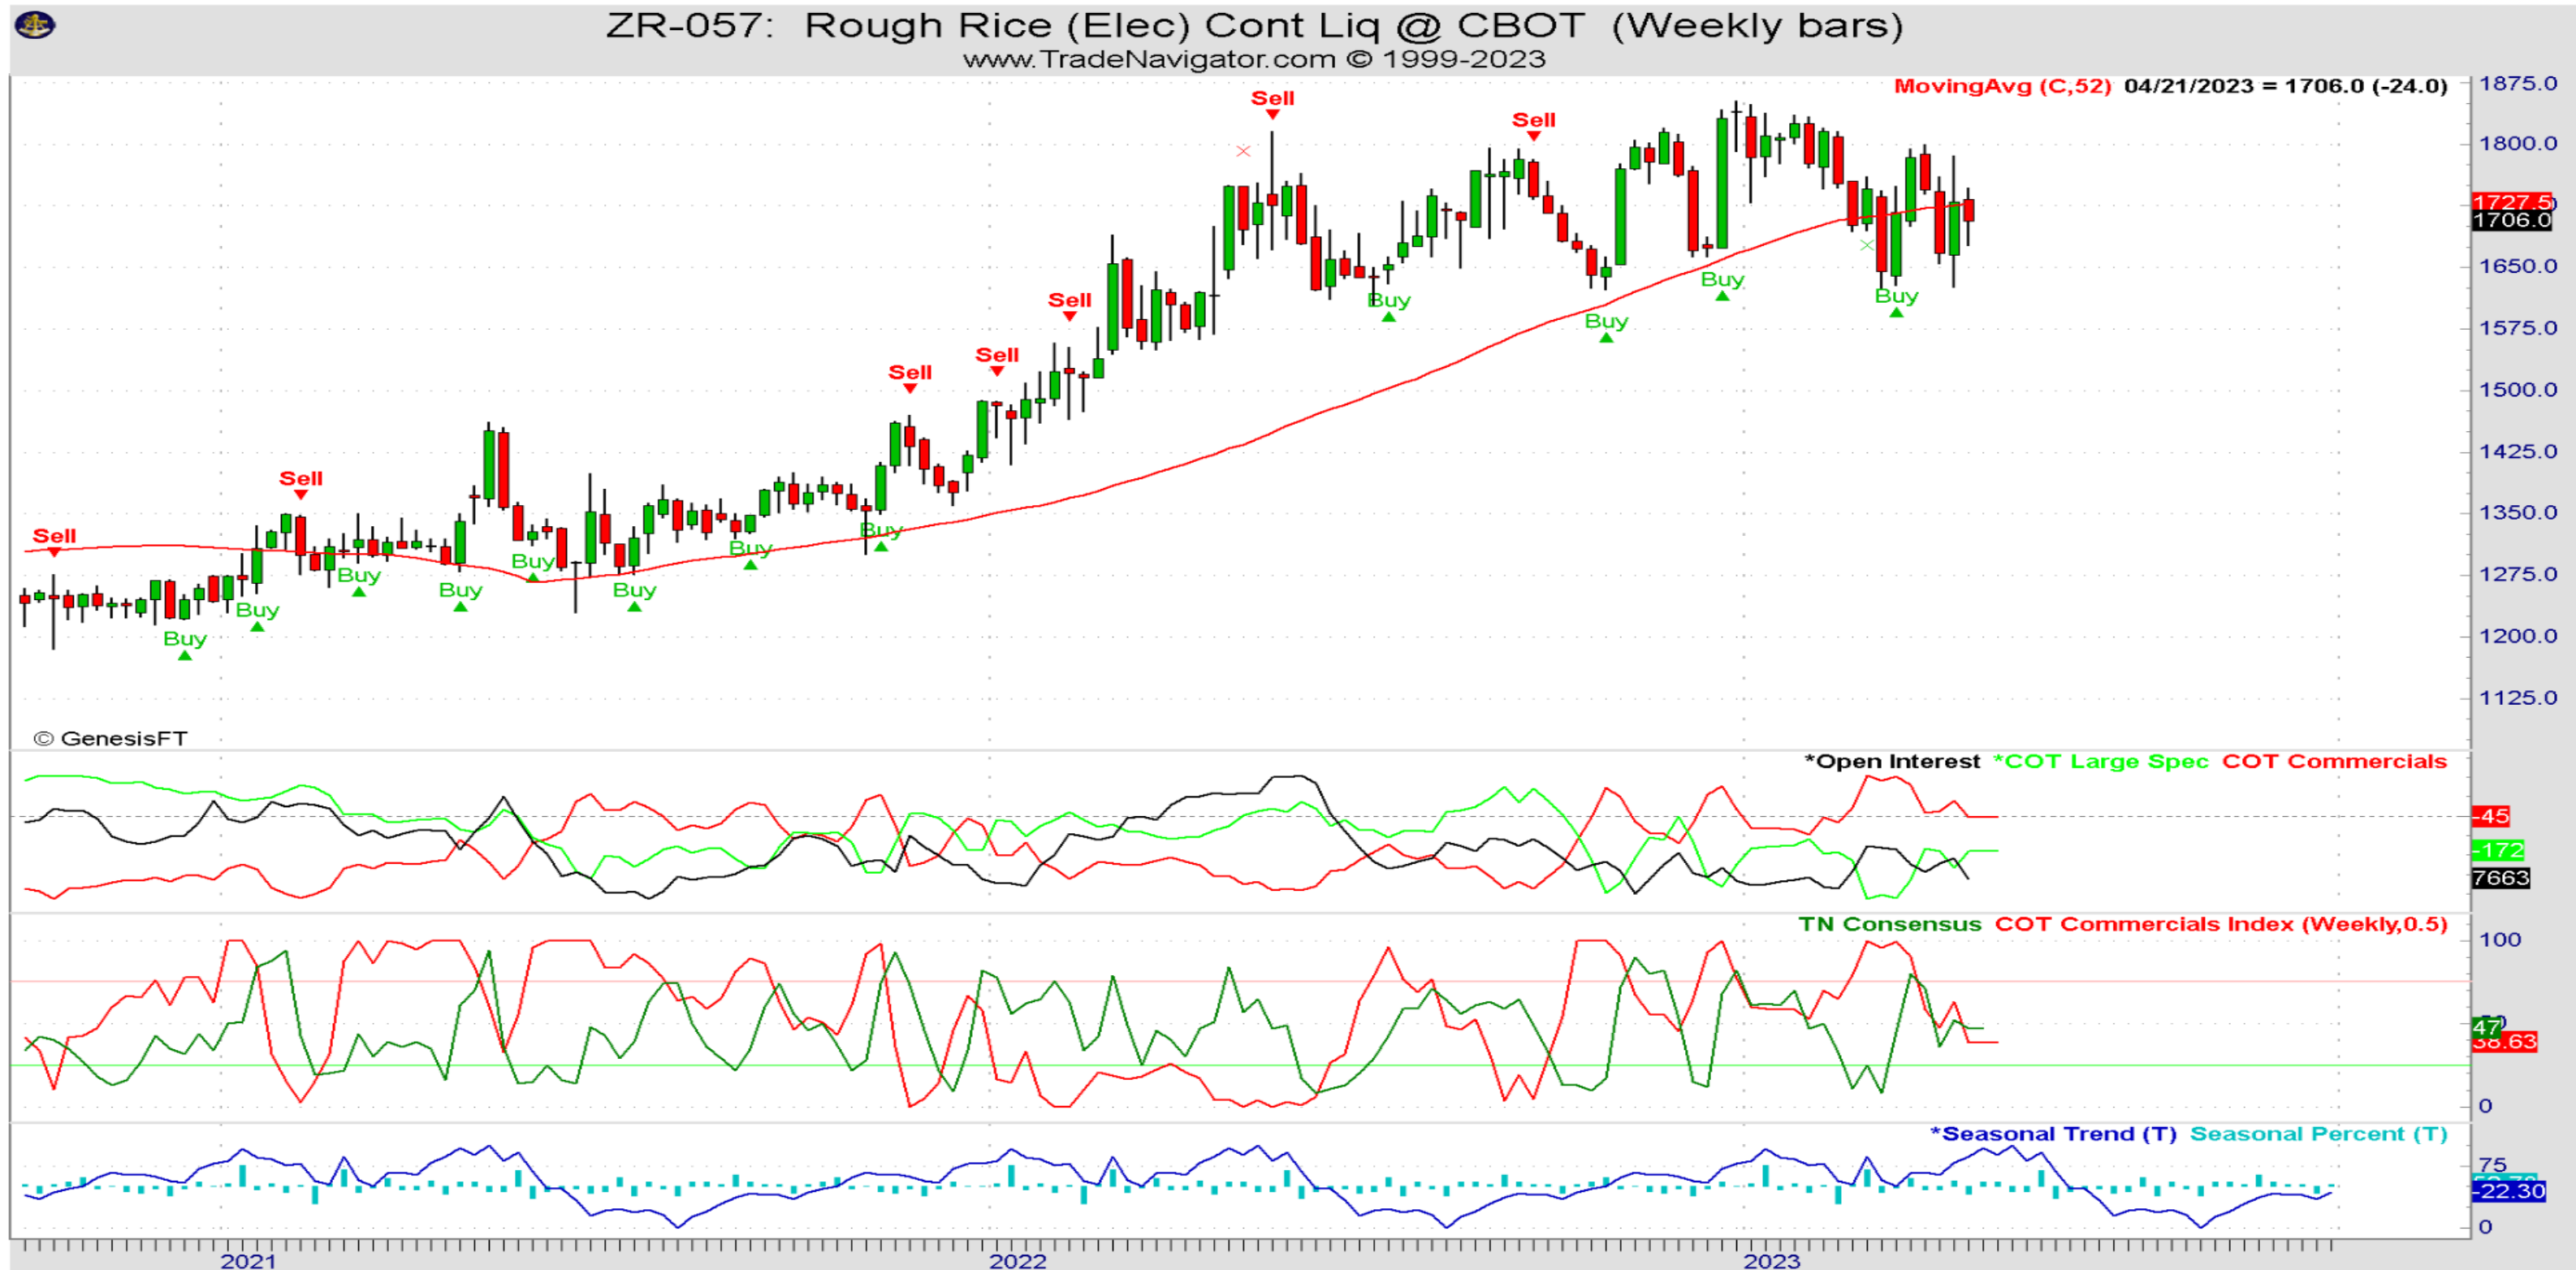 ZR-057: Rough Rice (Elec) Cont Liq @ CBOT (Weekly bars)
www.TradeNavigator.com © 1999-2023
MovingAvg (C,52) 04/21/2023 = 1706.0 (-24.0)
1875.0
Sell
Sell
1800.0
1727.5
1706.0
Buy
1650.0
Sell
Buy
Buy
Buy
1575.0
Sell
Sell
1500.0
1425.0
Sell
1350.0
Sell
Buy
Buy
Buy
Buy
1275.0
Buy
Buy
Buy
Buy
1200.0
1125.0
© GenesisFT
*Open Interest *COT Large Spec COT Commercials
-45
-172
7663
TN Consensus COT Commercials Index (Weekly,0.5)
100
47
38.63
0
*Seasonal Trend (T) Seasonal Percent (T)
75
-22.30
0
2021 2022 2023